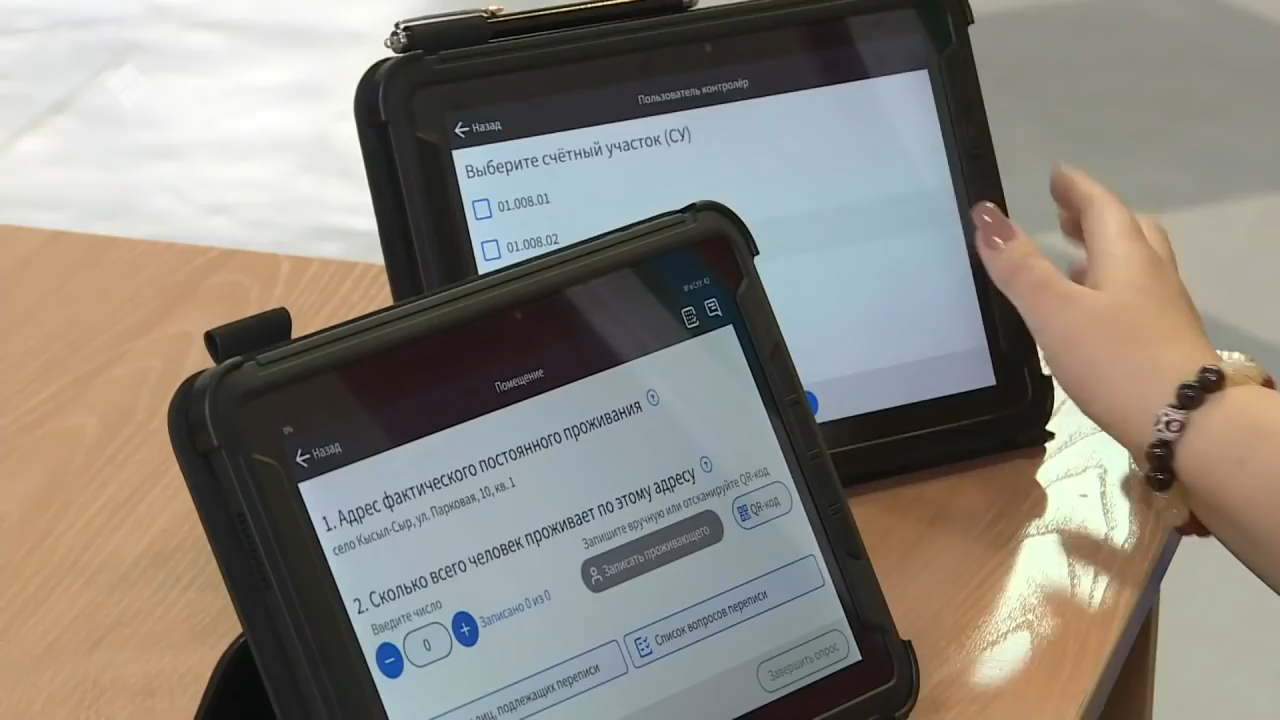 Пользователь контролёр
Назад
Выберите счётный участок (СУ)
01.008.01
01.008.02
0%
Помещение
Назад
1. Адрес фактического постоянного проживания
село Кысыл-Сыр, ул. Парковая, 10, кв. 1
2. Сколько всего человек проживает по этому адресу
Запишите вручную или отсканируйте QR-код
Введите число
0
Записано 0 из 0
Записать проживающего
QR-код
лиц, подлежащих переписи
Список вопросов переписи
Завершить опрос